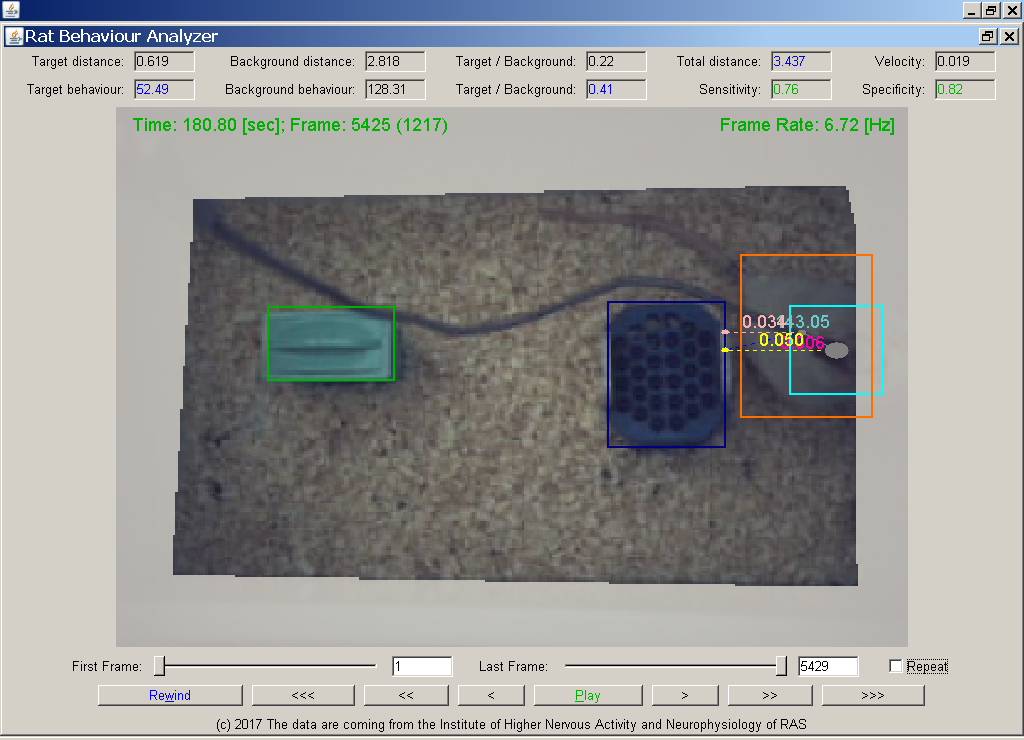 Rat Behaviour Analyzer
Target distance: 0.619 Background distance: 2.818 Target / Background: 0.22 Total distance: 3.437 Velocity: 0.019
Target behaviour: 52.49 Background behaviour: 128.31 Target / Background: 0.41 Sensitivity: 0.76 Specificity: 0.82
Time: 180.80 [sec]; Frame: 5425 (1217) Frame Rate: 6.72 [Hz]
0.034
0.050
First Frame: 1 Last Frame: 5429 Repeat
Rewind <<< << < Play > >> >>>
(c) 2017 The data are coming from the Institute of Higher Nervous Activity and Neurophysiology of RAS